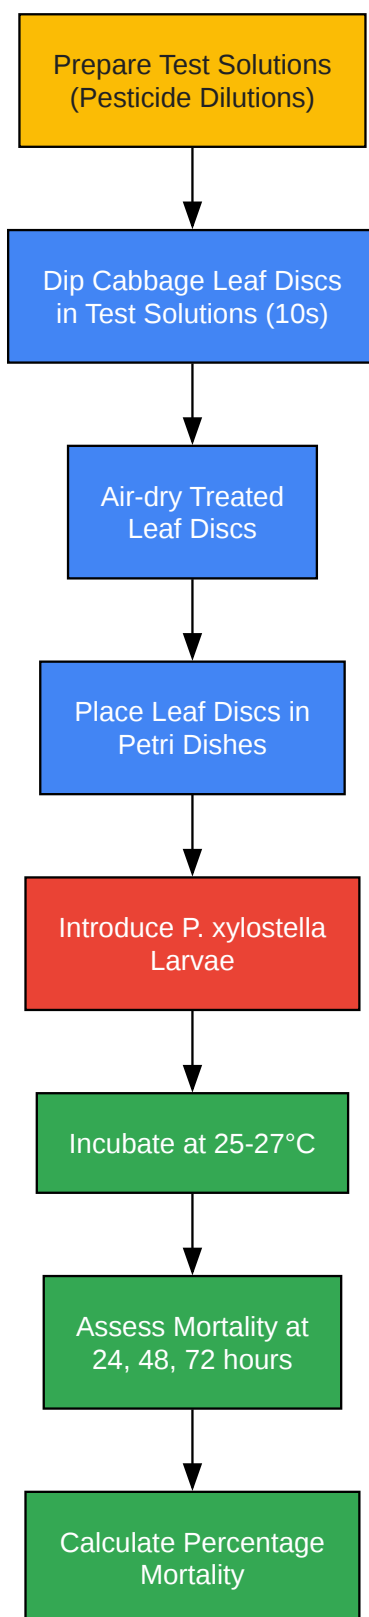 Prepare Test Solutions
(Pesticide Dilutions)
Dip Cabbage Leaf Discs
in Test Solutions (10s)
Air-dry Treated
Leaf Discs
Place Leaf Discs in
Petri Dishes
Introduce P. xylostella
Larvae
Incubate at 25-27°C
Assess Mortality at
24, 48, 72 hours
Calculate Percentage
Mortality